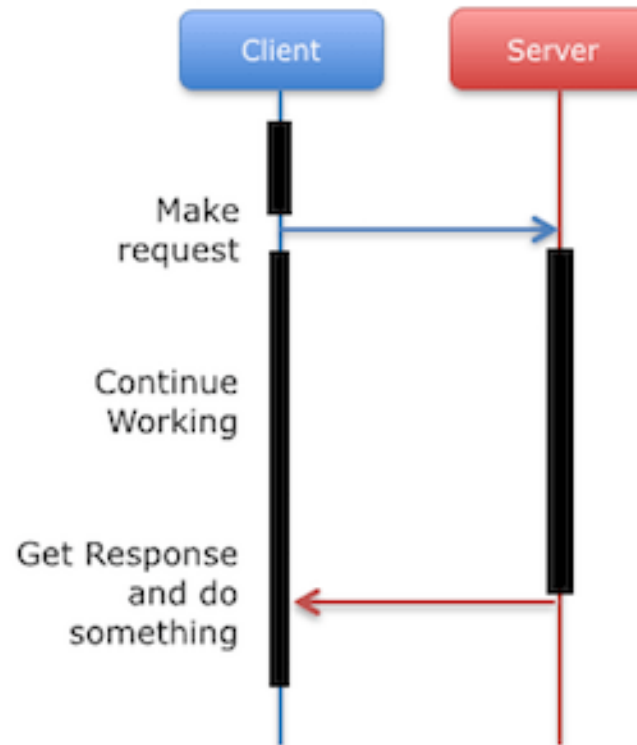 Client
Server
Make
request
Continue
Working
Get Response
and do
something